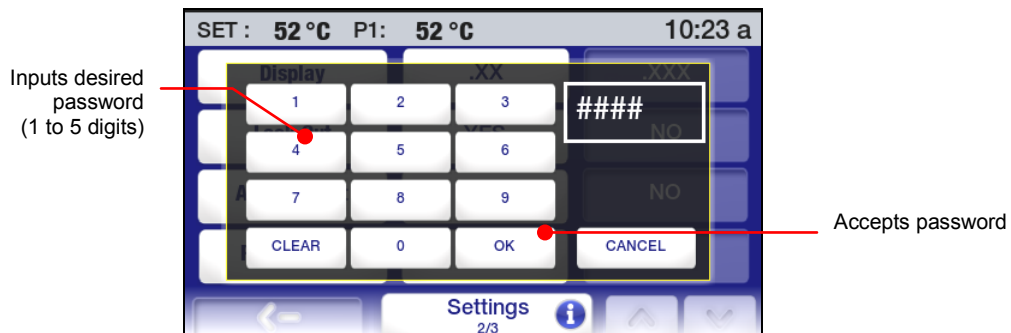 SET : 52 °C P1: 52 °C 10:23 a
Display .XX .XXX
Inputs desired
password
(1 to 5 digits)
1 2 3 ####
YES NO
4 5 6
7 8 9 NO
Accepts password
CLEAR 0 OK CANCEL
Settings
2/3